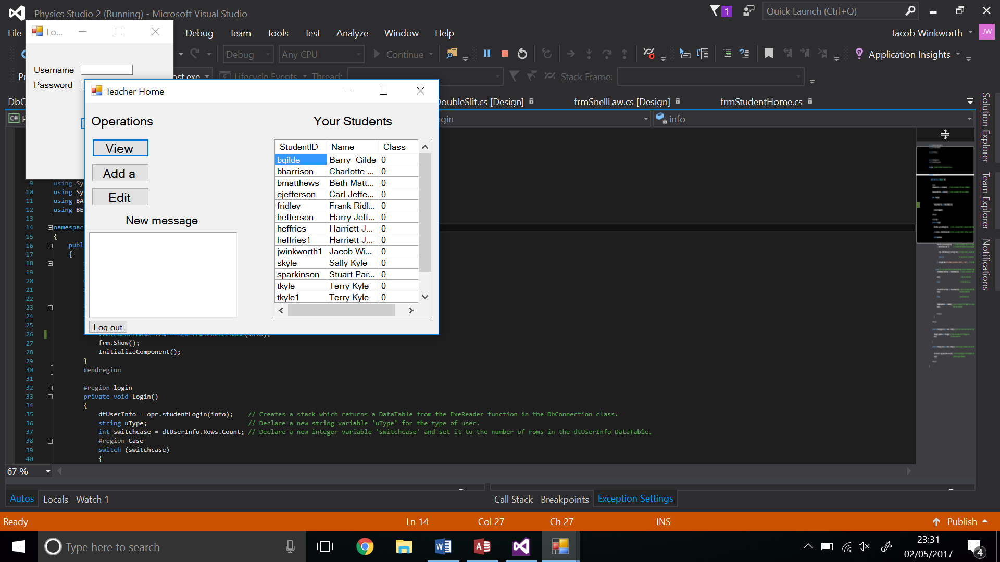 Physics Studio 2 (Running) - Microsoft Visual Studio
1
Quick Launch (Ctrl+Q)
File
Debug
Team
Tools
Test
Analyze
Window
Help
Jacob Winkworth
JW
Debug
Any CPU
Continue
Application Insights
ost.exe
Lifecycle Events
Thread:
Stack Frame:
Lo...
Username
Password
DbC
DoubleSlit.cs [Design]
frmSnellLaw.cs [Design]
frmStudentHome.cs
ogin
info
Teacher Home
Operations
View
Add a
Edit
New message
Log out
Your Students
StudentID Name Class
bgilde Barry Gilde 0
bharrison Charlotte ... 0
bmatthews Beth Matt... 0
cjefferson Carl Jeffe... 0
fridley Frank Ridl... 0
hefferson Harry Jeff... 0
heffries Harriett J... 0
heffries1 Harriett J... 0
jwinkworth1 Jacob Wi... 0
skyle Sally Kyle 0
sparkinson Stuart Par... 0
tkyle Terry Kyle 0
tkyle1 Terry Kyle 0
9 using Sy
10 using Sy
11 using BA
12 using BE
13
14 namespace
15 {
16 publ
17 {
18
19
20
21
22
23
24
25
26 frmTeacherHome frm = new frmTeacherHome(info);
27 frm.Show();
28 InitializeComponent();
29 }
30 #endregion
31
32 #region login
33 private void Login()
34 {
35 dtUserInfo = opr.studentLogin(info); // Creates a stack which returns a DataTable from the ExeReader function in the DbConnection class.
36 string uType; // Declare a new string variable 'uType' for the type of user.
37 int switchcase = dtUserInfo.Rows.Count; // Declare a new integer variable 'switchcase' and set it to the number of rows in the dtUserInfo DataTable.
38 #region Case
39 switch (switchcase)
40 {
67 %
Solution Explorer
Team Explorer
Notifications
Autos
Locals
Watch 1
Call Stack
Breakpoints
Exception Settings
Ready
Ln 14
Col 27
Ch 27
INS
Publish
Type here to search
23:31
02/05/2017
4